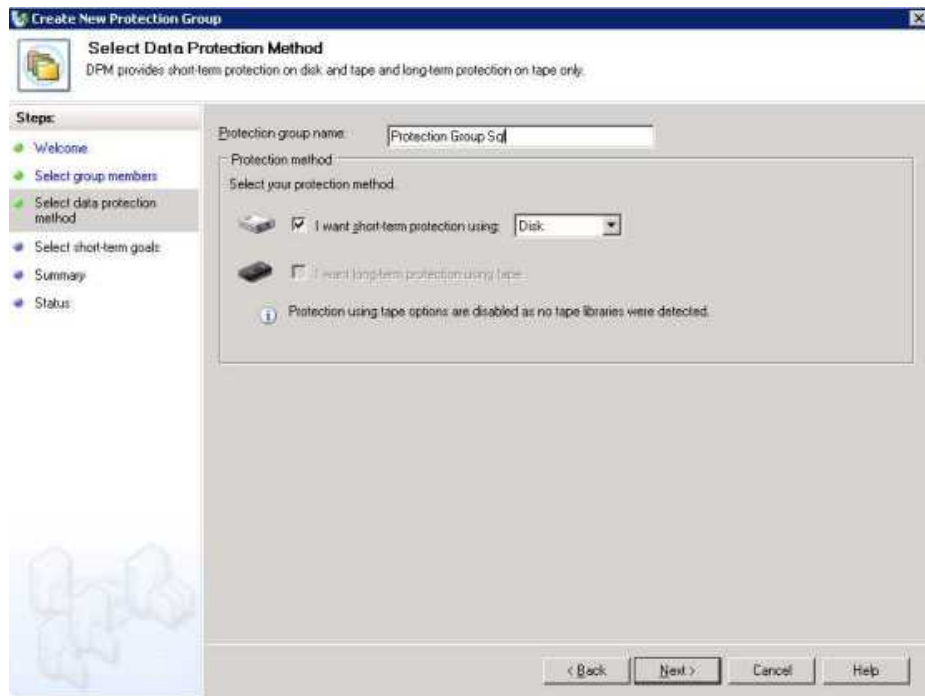 Create New Protection Group
Select Data Protection Method
DPM provides short-term protection on disk and tape and long-term protection on tape only.
Steps:
Welcome
Select group members
Select data protection
method
Select short-term goals
Summary
Status
Protection group name:
Protection Group Sql
Protection method
Select your protection method.
I want short-term protection using:
Disk
I want long-term protection using tape
Protection using tape options are disabled as no tape libraries were detected.
< Back
Next >
Cancel
Help